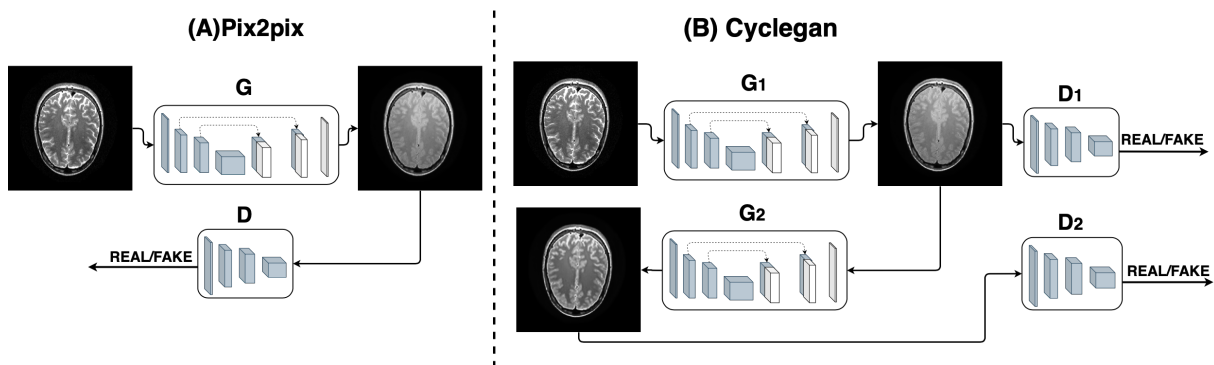 (A)Pix2pix
G
D
REAL/FAKE
(B) Cyclegan
G1
D1
REAL/FAKE
G2
D2
REAL/FAKE